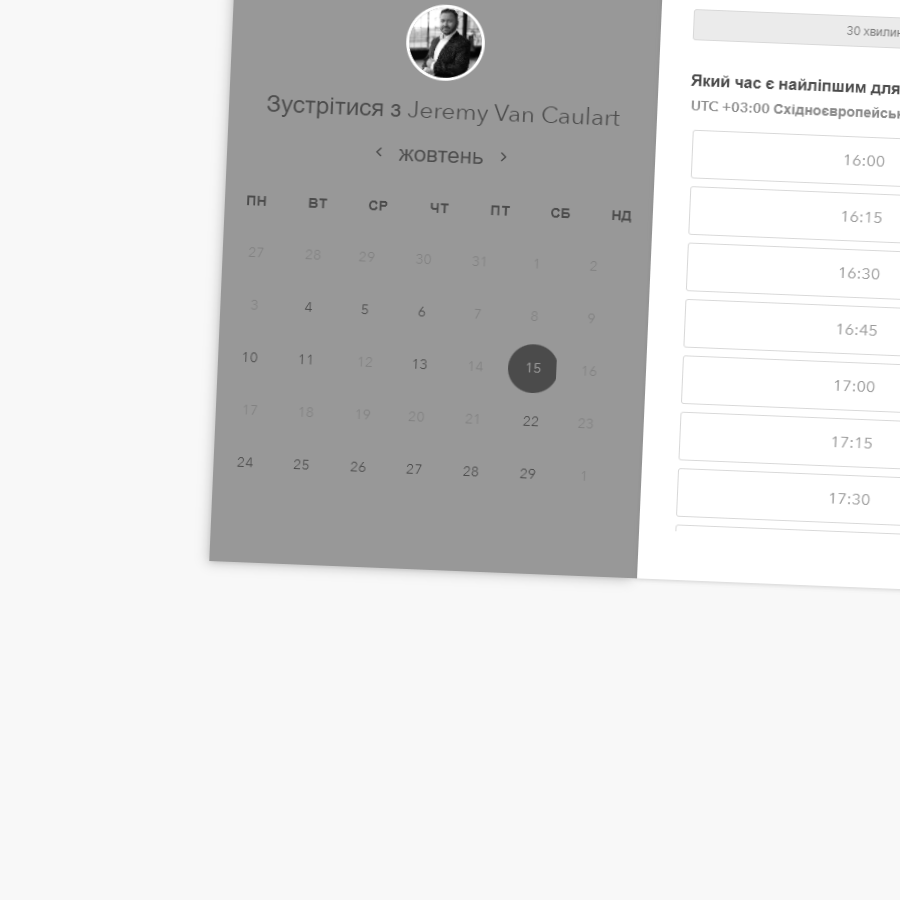 Зустрітися з Jeremy Van Caulart
жовтень
ПН ВТ СР ЧТ ПТ СБ НД
27 28 29 30 31 1 2
3 4 5 6 7 8 9
10 11 12 13 14 15 16
17 18 19 20 21 22 23
24 25 26 27 28 29 1
30 хвилин
Який час є найліпшим для
UTC +03:00 Східноєвропейськ
16:00
16:15
16:30
16:45
17:00
17:15
17:30